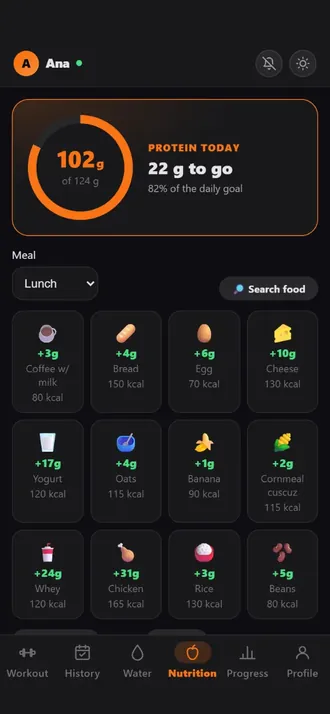 A Ana
PROTEIN TODAY
102g
of 124 g
22 g to go
82% of the daily goal
Meal
Lunch
Search food
+3g
Coffee w/
milk
80 kcal
+4g
Bread
150 kcal
+6g
Egg
70 kcal
+10g
Cheese
130 kcal
+17g
Yogurt
120 kcal
+4g
Oats
115 kcal
+1g
Banana
90 kcal
+2g
Cornmeal
cuscuz
115 kcal
+24g
Whey
120 kcal
+31g
Chicken
165 kcal
+3g
Rice
130 kcal
+5g
Beans
80 kcal
Workout
History
Water
Nutrition
Progress
Profile